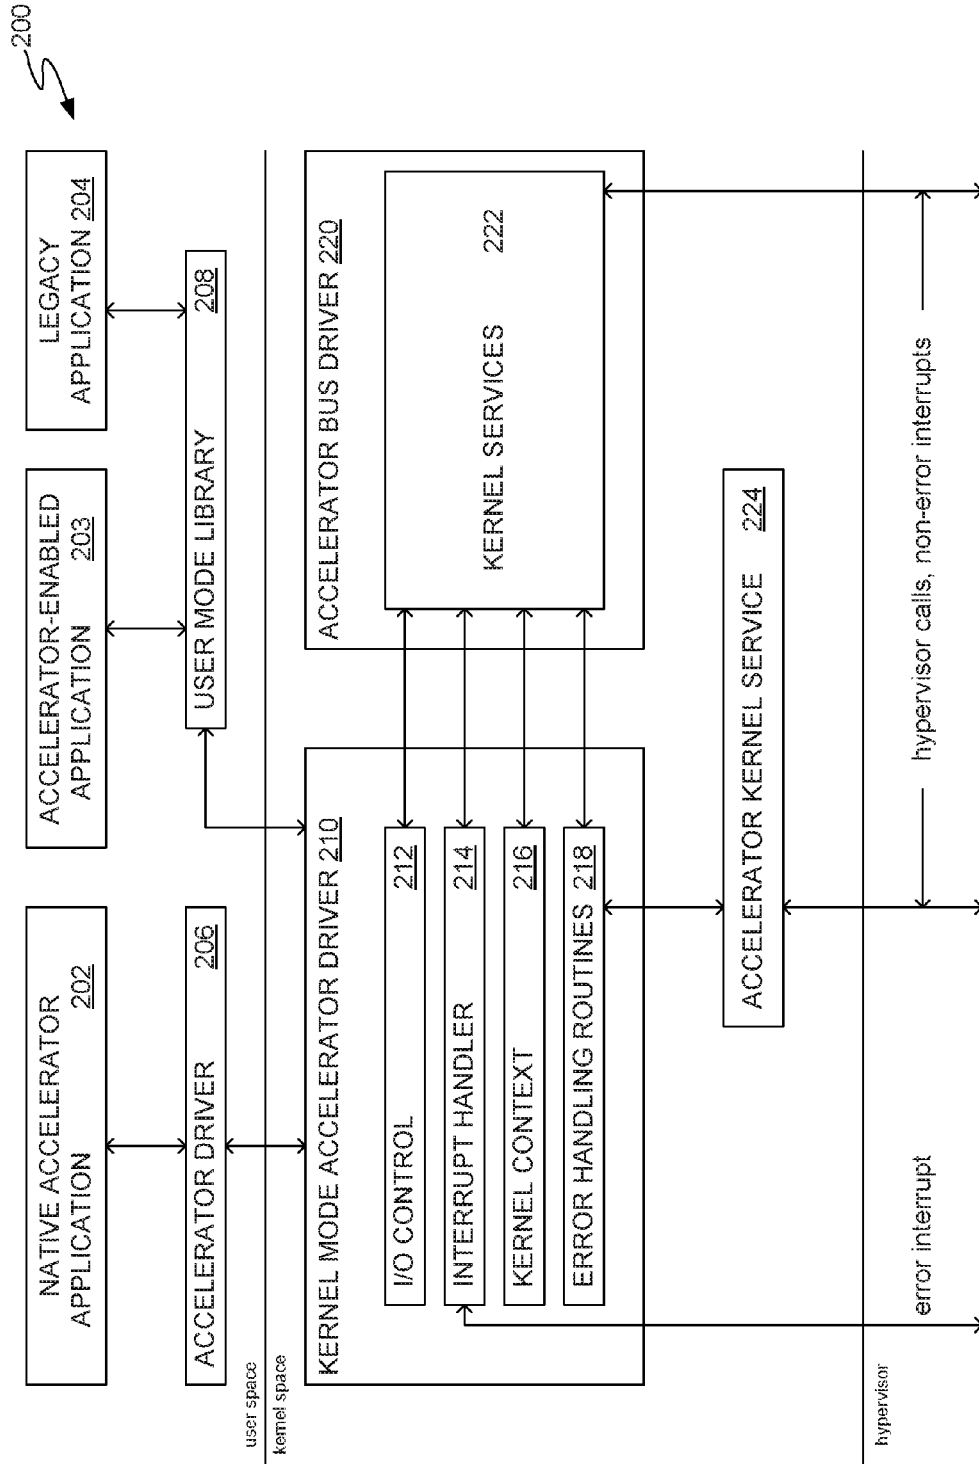 200
NATIVE ACCELERATOR
APPLICATION 202
ACCELERATOR-ENABLED
APPLICATION 203
LEGACY
APPLICATION 204
ACCELERATOR DRIVER 206
USER MODE LIBRARY 208
user space
kernel space
KERNEL MODE ACCELERATOR DRIVER 210
I/O CONTROL 212
INTERRUPT HANDLER 214
KERNEL CONTEXT 216
ERROR HANDLING ROUTINES 218
ACCELERATOR BUS DRIVER 220
KERNEL SERVICES 222
ACCELERATOR KERNEL SERVICE 224
hypervisor
error interrupt
hypervisor calls, non-error interrupts